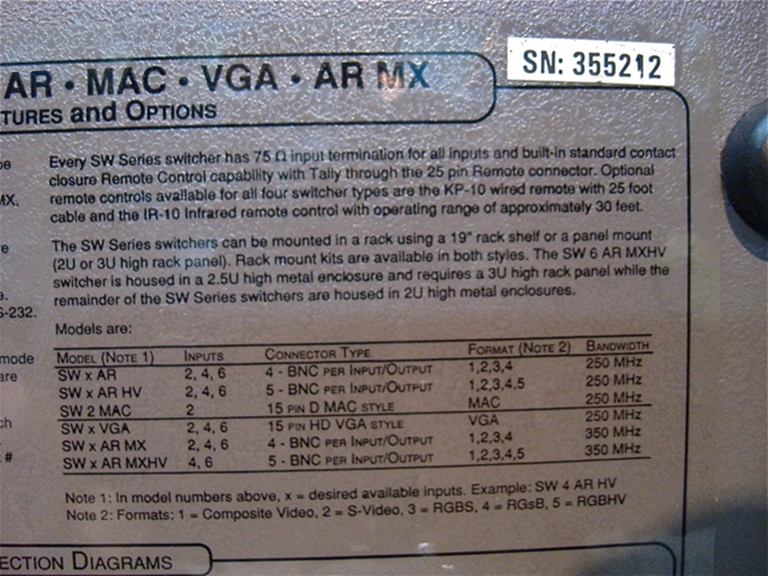 SN: 355212
AR • MAC • VGA • AR MX
TURES and OPTIONS
Every SW Series switcher has 75 Ω input termination for all inputs and built-in standard contact
closure Remote Control capability with Tally through the 25 pin Remote connector. Optional
remote controls available for all four switcher types are the KP-10 wired remote with 25 foot
cable and the IR-10 Infrared remote control with operating range of approximately 30 feet.
The SW Series switchers can be mounted in a rack using a 19" rack shelf or a panel mount
(2U or 3U high rack panel). Rack mount kits are available in both styles. The SW 6 AR MXHV
switcher is housed in a 2.5U high metal enclosure and requires a 3U high rack panel while the
remainder of the SW Series switchers are housed in 2U high metal enclosures.
MX.
S-232.
mode
are
#
Models are:
MODEL (NOTE 1) INPUTS CONNECTOR TYPE FORMAT (NOTE 2) BANDWIDTH
SW x AR 2, 4, 6 4 - BNC PER INPUT/OUTPUT 1,2,3,4 250 MHz
SW x AR HV 2, 4, 6 5 - BNC PER INPUT/OUTPUT 1,2,3,4,5 250 MHz
SW 2 MAC 2 15 PIN D MAC STYLE MAC 250 MHz
SW x VGA 2, 4, 6 15 PIN HD VGA STYLE VGA 250 MHz
SW x AR MX 2, 4, 6 4 - BNC PER INPUT/OUTPUT 1,2,3,4 350 MHz
SW x AR MXHV 4, 6 5 - BNC PER INPUT/OUTPUT 1,2,3,4,5 350 MHz
Note 1: In model numbers above, x = desired available inputs. Example: SW 4 AR HV
Note 2: Formats: 1 = Composite Video, 2 = S-Video, 3 = RGBS, 4 = RGsB, 5 = RGBHV
ECTION DIAGRAMS